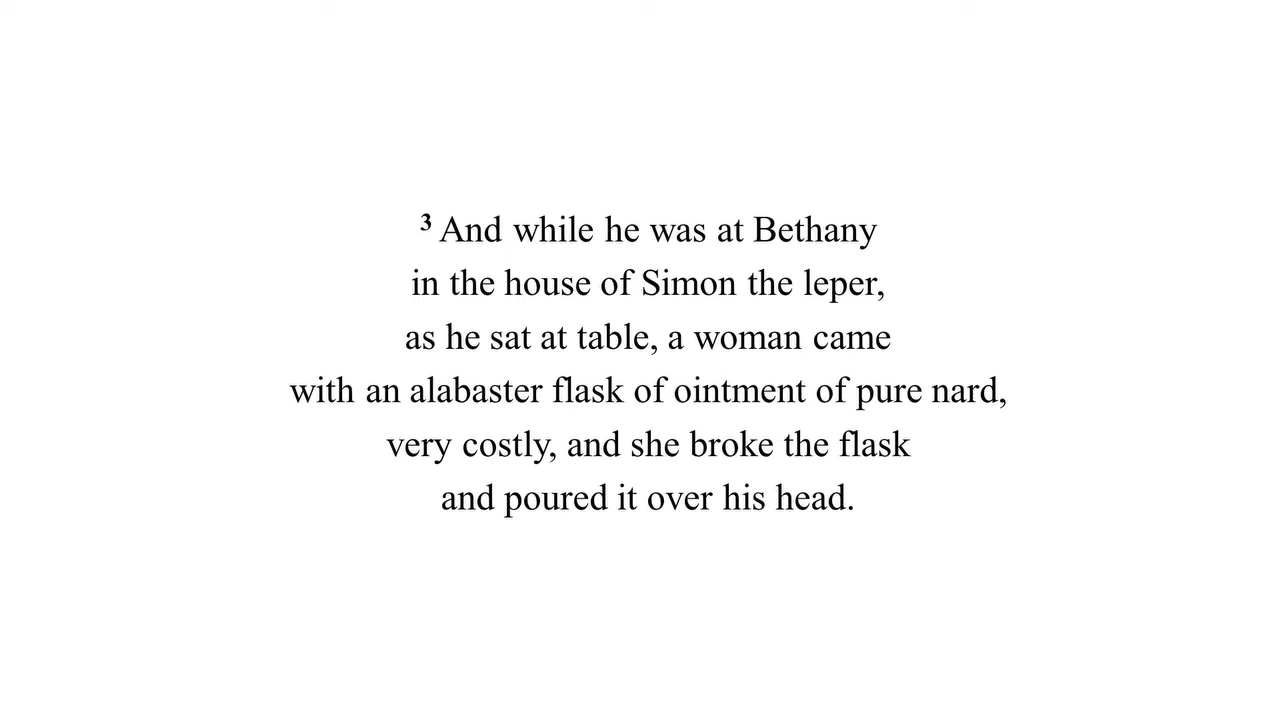 3 And while he was at Bethany
in the house of Simon the leper,
as he sat at table, a woman came
with an alabaster flask of ointment of pure nard,
very costly, and she broke the flask
and poured it over his head.